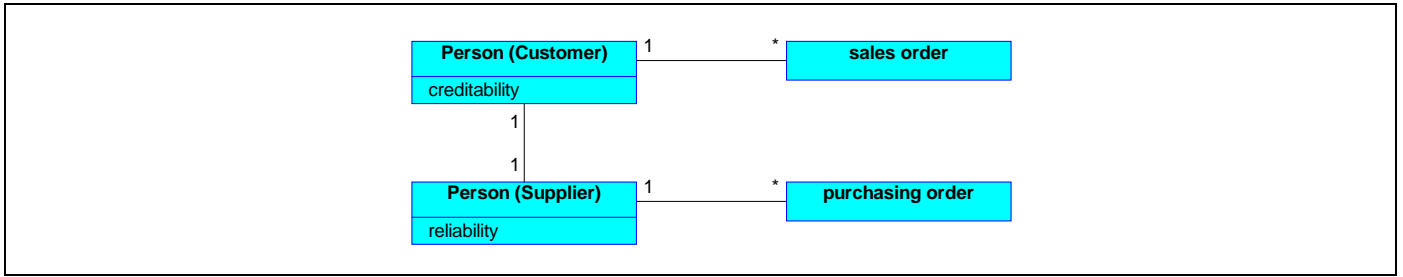 Person (Customer)
1
*
sales order
creditability
1
1
Person (Supplier)
1
*
purchasing order
reliability